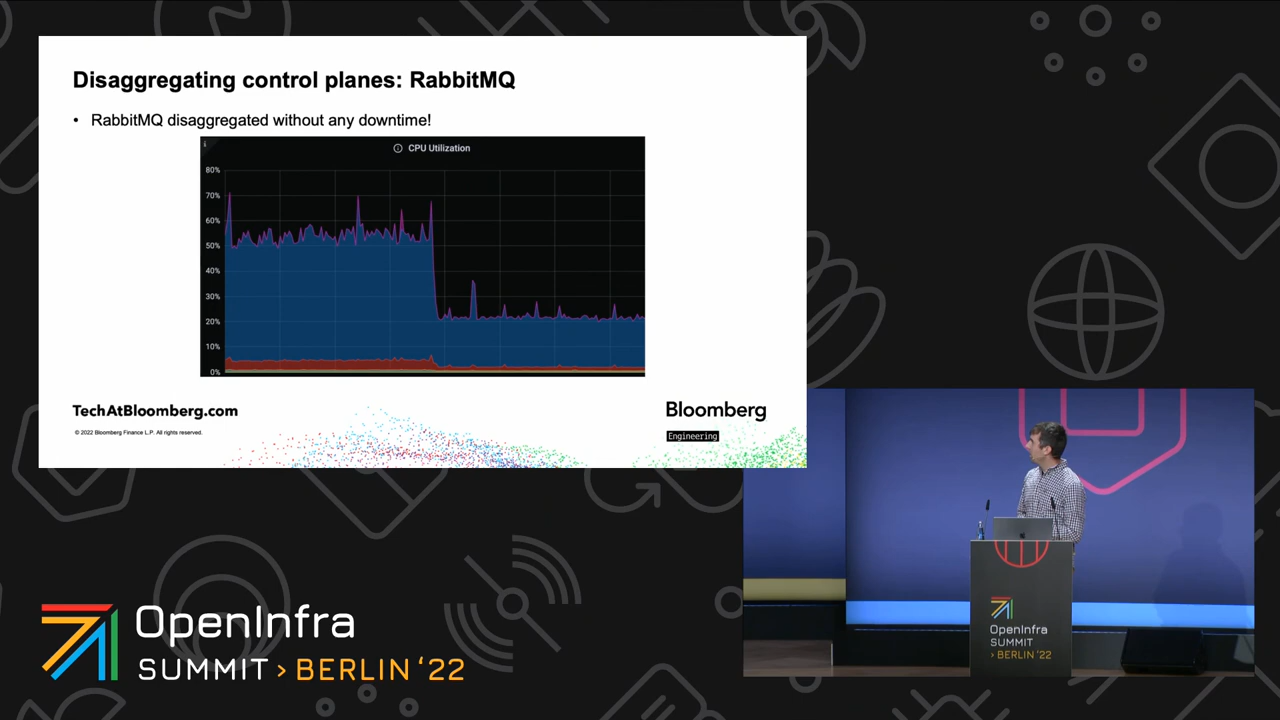 Disaggregating control planes: RabbitMQ
• RabbitMQ disaggregated without any downtime!
i
CPU Utilization
80%
70%
60%
50%
40%
30%
20%
10%
0%
TechAtBloomberg.com
© 2022 Bloomberg Finance L.P. All rights reserved.
Bloomberg
Engineering
OpenInfra
SUMMIT > BERLIN '22
OpenInfra
SUMMIT
> BERLIN '22